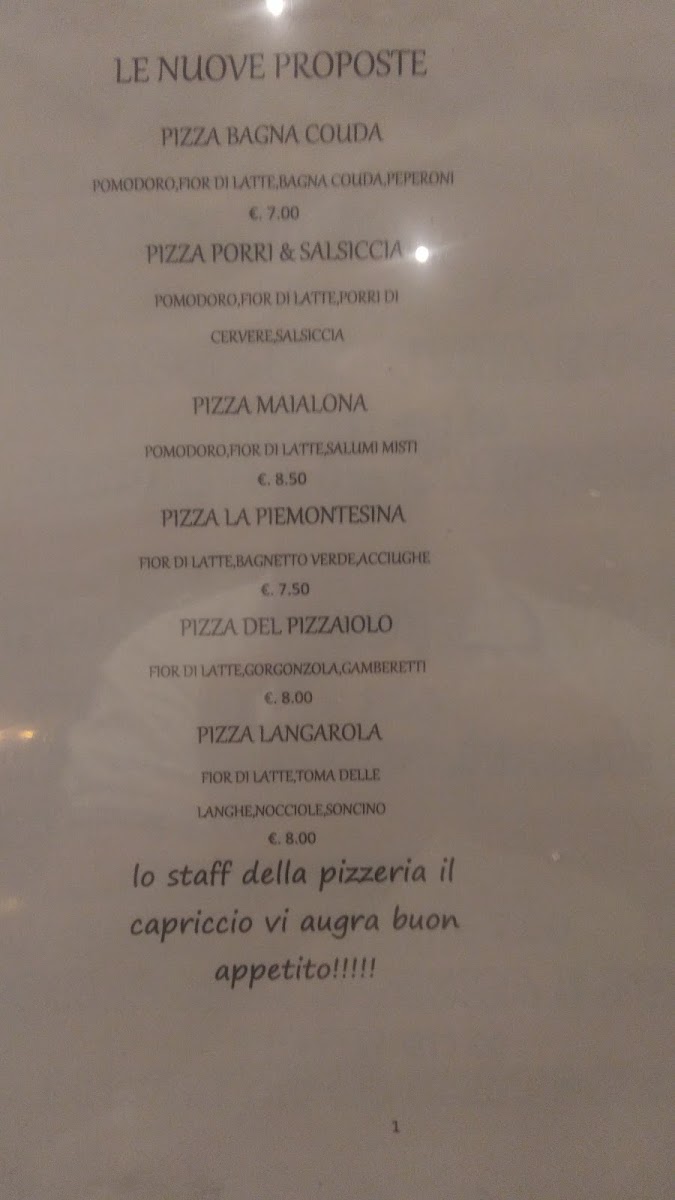 LE NUOVE PROPOSTE
PIZZA BAGNA COUDA
POMODORO,FIOR DI LATTE,BAGNA COUDA,PEPERONI
€. 7.00
PIZZA PORRI & SALSICCIA
POMODORO,FIOR DI LATTE,PORRI DI
CERVERE,SALSICCIA
PIZZA MAIALONA
POMODORO,FIOR DI LATTE,SALUMI MISTI
€. 8.50
PIZZA LA PIEMONTESINA
FIOR DI LATTE,BAGNETTO VERDE,ACCIUGHE
€. 7.50
PIZZA DEL PIZZAIOLO
FIOR DI LATTE,GORGONZOLA,GAMBERETTI
€. 8.00
PIZZA LANGAROLA
FIOR DI LATTE,TOMA DELLE
LANGHE,NOCCIOLE,SONCINO
€. 8.00
lo staff della pizzeria il
capriccio vi augra buon
appetito!!!!!
1